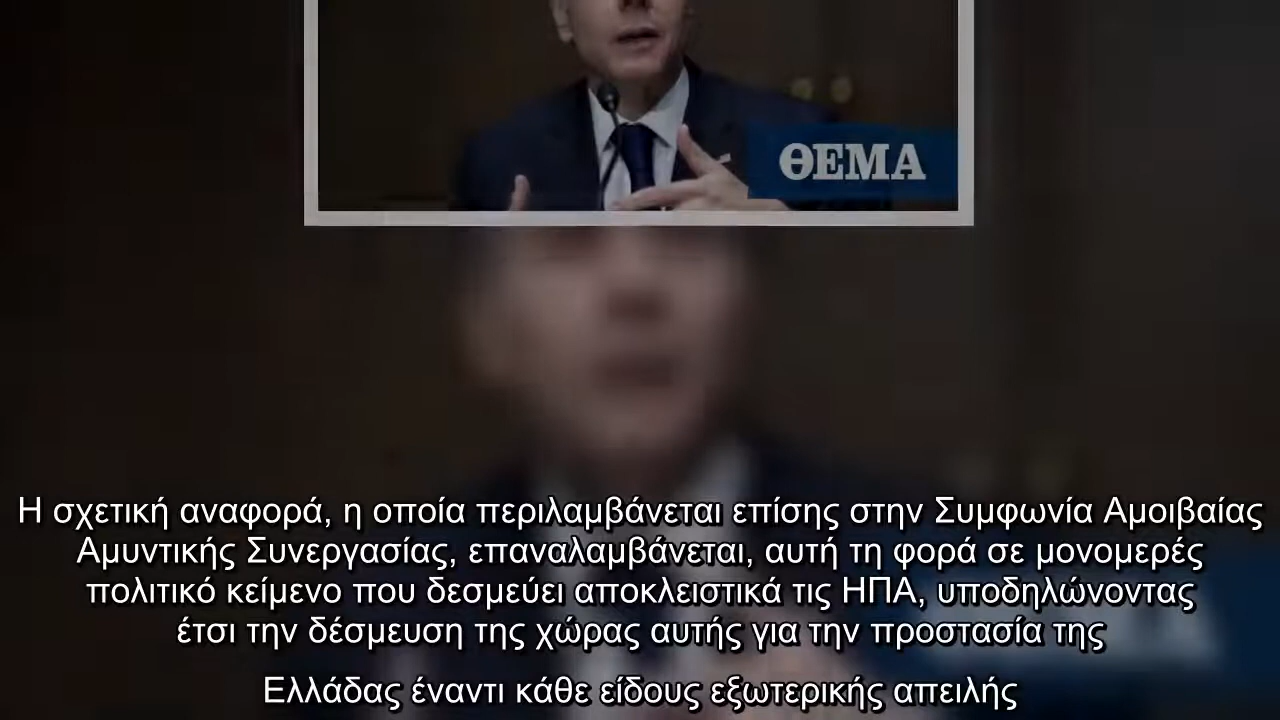 ΘΕΜΑ
Η σχετική αναφορά, η οποία περιλαμβάνεται επίσης στην Συμφωνία Αμοιβαίας
Αμυντικής Συνεργασίας, επαναλαμβάνεται, αυτή τη φορά σε μονομερές
πολιτικό κείμενο που δεσμεύει αποκλειστικά τις ΗΠΑ, υποδηλώνοντας
έτσι την δέσμευση της χώρας αυτής για την προστασία της
Ελλάδας έναντι κάθε είδους εξωτερικής απειλής